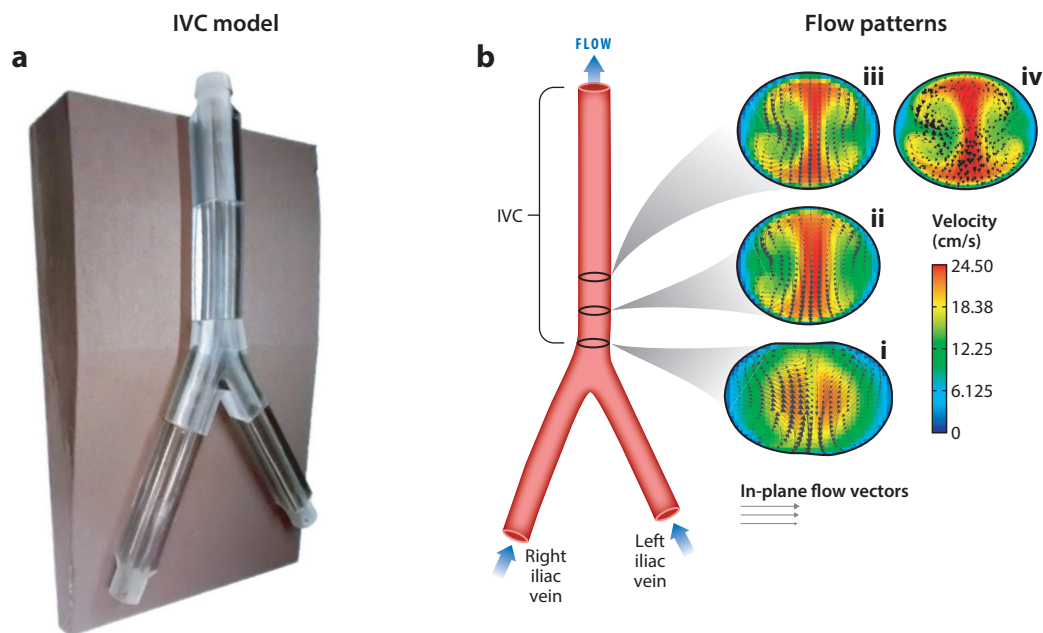 IVC model
Flow patterns
a
b
FLOW
iii
iv
IVC
ii
Velocity
(cm/s)
24.50
18.38
12.25
6.125
0
i
In-plane flow vectors
Right
iliac
vein
Left
iliac
vein